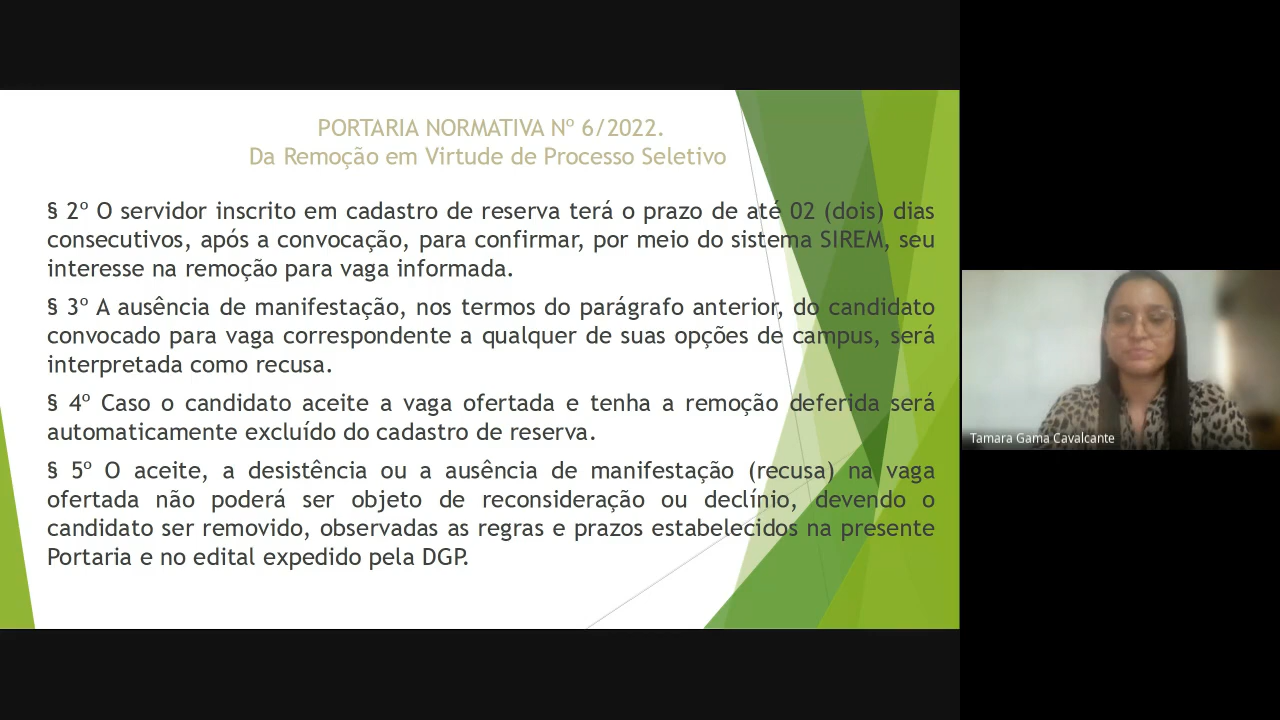 PORTARIA NORMATIVA Nº 6/2022.
Da Remoção em Virtude de Processo Seletivo
§ 2º O servidor inscrito em cadastro de reserva terá o prazo de até 02 (dois) dias
consecutivos, após a convocação, para confirmar, por meio do sistema SIREM, seu
interesse na remoção para vaga informada.
§ 3º A ausência de manifestação, nos termos do parágrafo anterior, do candidato
convocado para vaga correspondente a qualquer de suas opções de campus, será
interpretada como recusa.
§ 4º Caso o candidato aceite a vaga ofertada e tenha a remoção deferida será
automaticamente excluído do cadastro de reserva.
§ 5º O aceite, a desistência ou a ausência de manifestação (recusa) na vaga
ofertada não poderá ser objeto de reconsideração ou declínio, devendo o
candidato ser removido, observadas as regras e prazos estabelecidos na presente
Portaria e no edital expedido pela DGP.
Tamara Gama Cavalcante